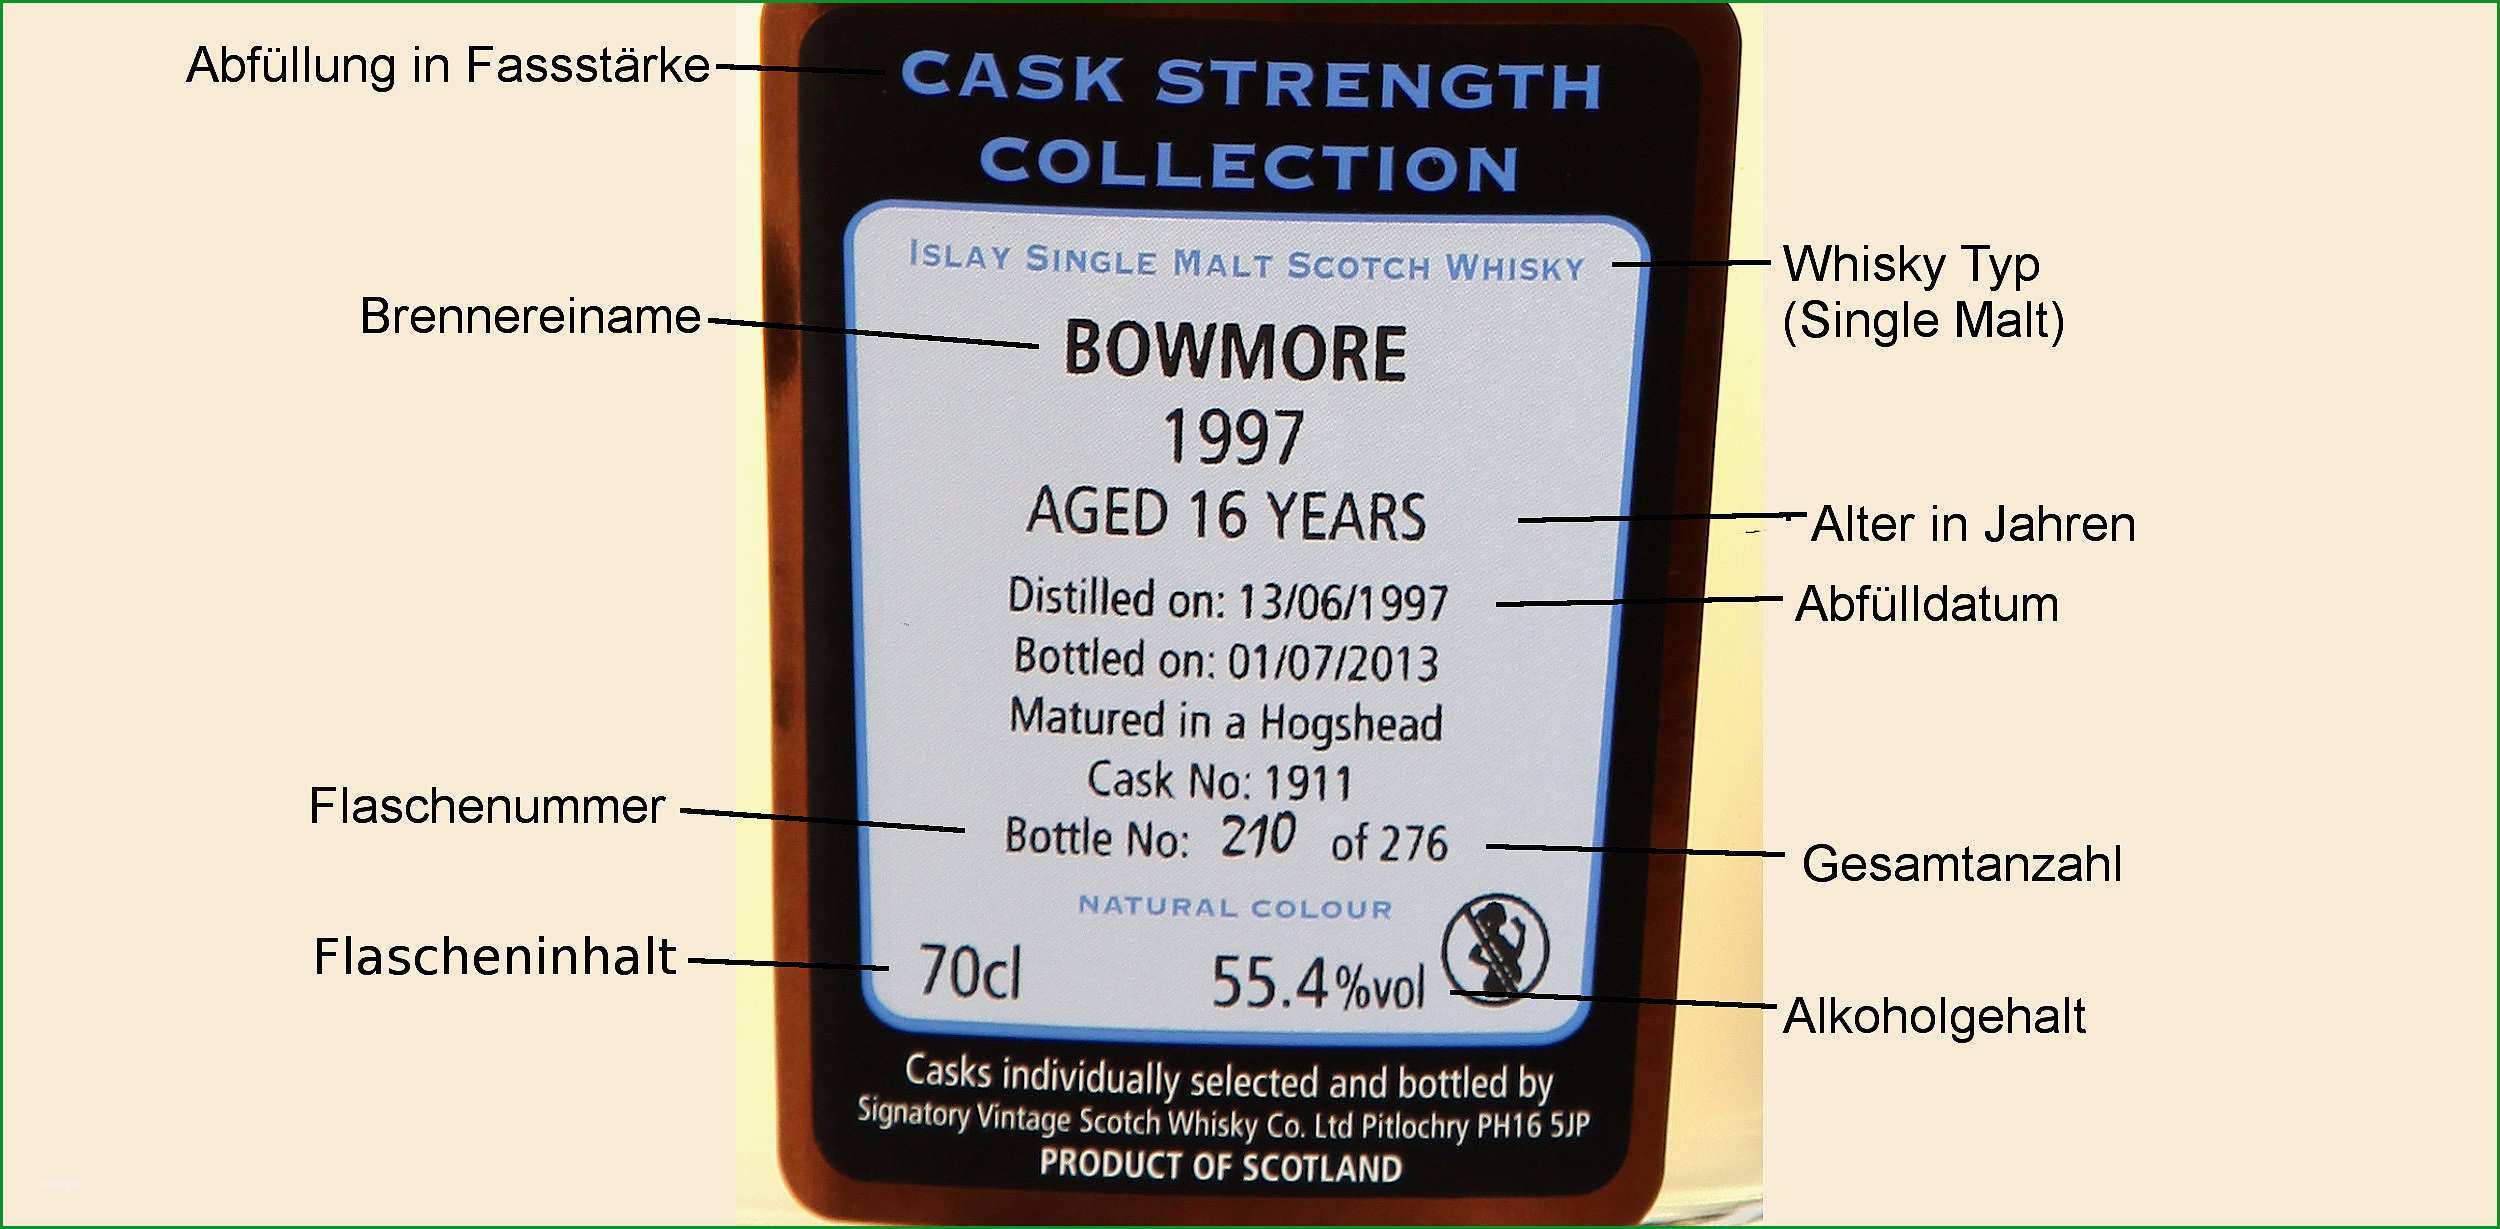 Abfüllung in Fassstärke
CASK STRENGTH
COLLECTION
ISLAY SINGLE MALT SCOTCH WHISKY
Whisky Typ
(Single Malt)
Brennereiname
BOWMORE
1997
AGED 16 YEARS
Alter in Jahren
Distilled on: 13/06/1997
Abfülldatum
Bottled on: 01/07/2013
Matured in a Hogshead
Cask No: 1911
Flaschenummer
Bottle No: 210 of 276
Gesamtanzahl
NATURAL COLOUR
Flascheninhalt
70cl
55.4%vol
Alkoholgehalt
Casks individually selected and bottled by
Signatory Vintage Scotch Whisky Co. Ltd Pitlochry PH16 5JP
PRODUCT OF SCOTLAND